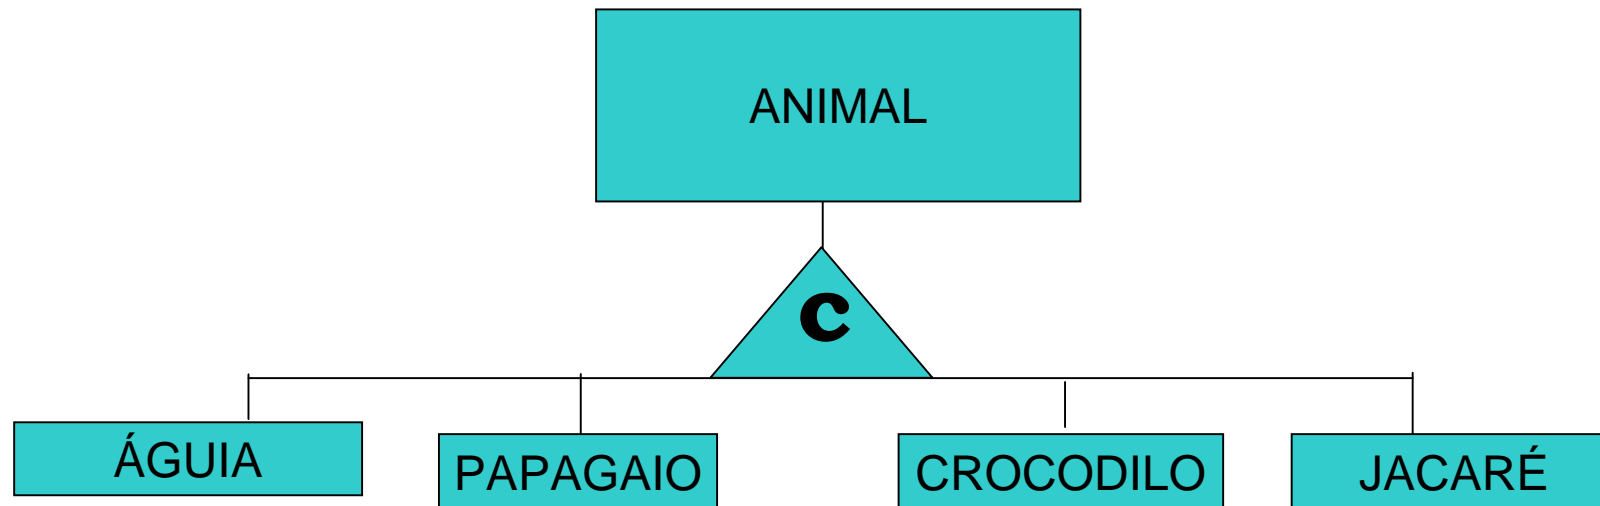 ANIMAL
C
ÁGUIA
PAPAGAIO
CROCODILO
JACARÉ